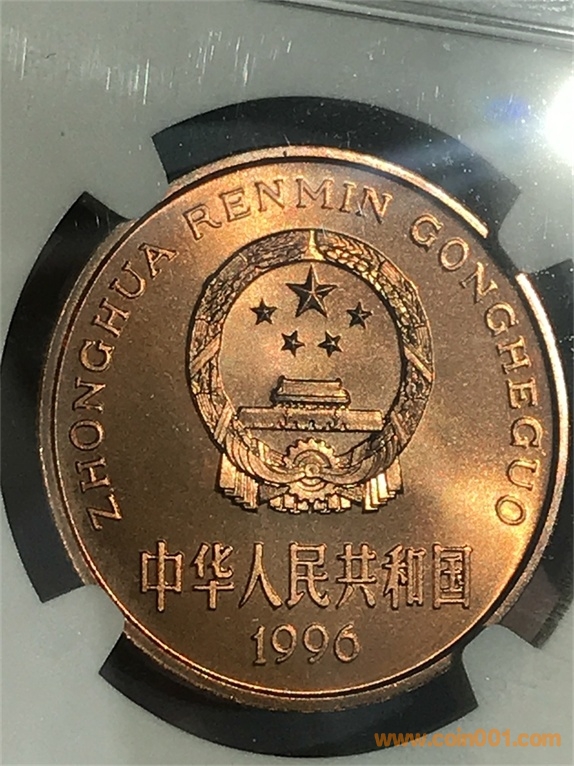 ZHONGHUA RENMIN GONGHEGUO
中华人民共和国
1996
www.coin001.com